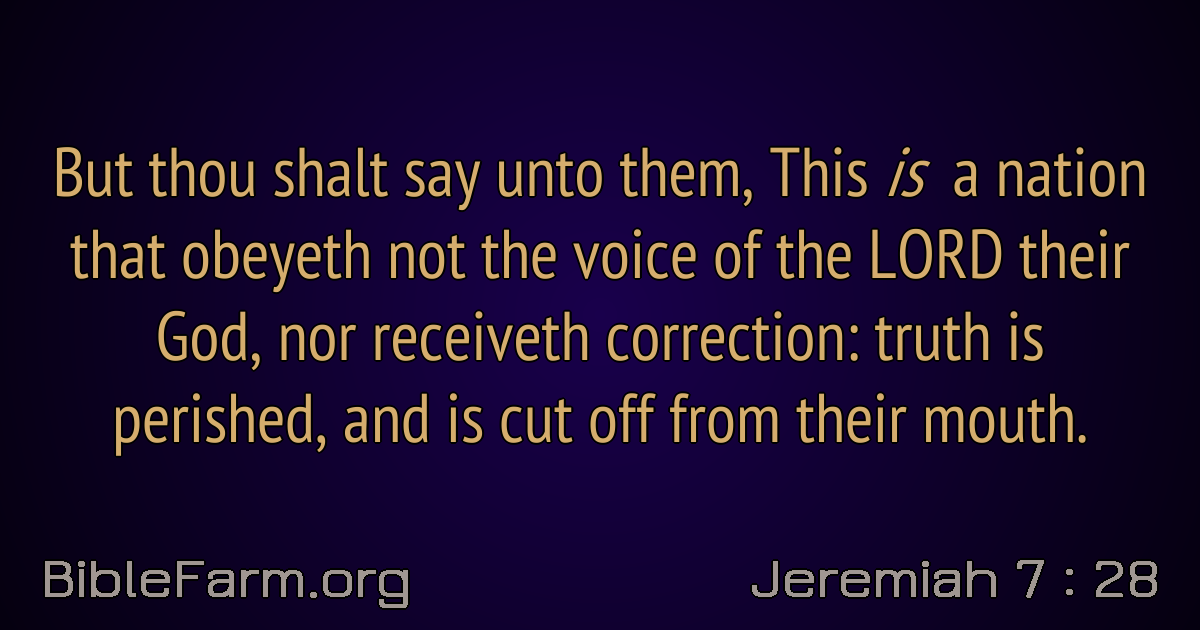 But thou shalt say unto them, This is a nation
that obeyeth not the voice of the LORD their
God, nor receiveth correction: truth is
perished, and is cut off from their mouth.
BibleFarm.org
Jeremiah 7 : 28